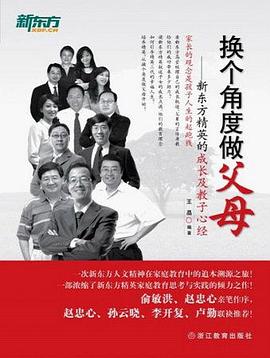 新东方
XDF.CN
换个角度做
父母
——新东方精英的成长及教子心经
家长的观念是孩子人生的起跑线
王晶 编著
一次新东方人文精神在家庭教育中的追本溯源之旅！
一部浓缩了新东方精英家庭教育思考与实践的倾力之作！
俞敏洪、赵忠心亲笔作序，
赵忠心、孙云晓、李开复、卢勤联袂推荐！
浙江教育出版社